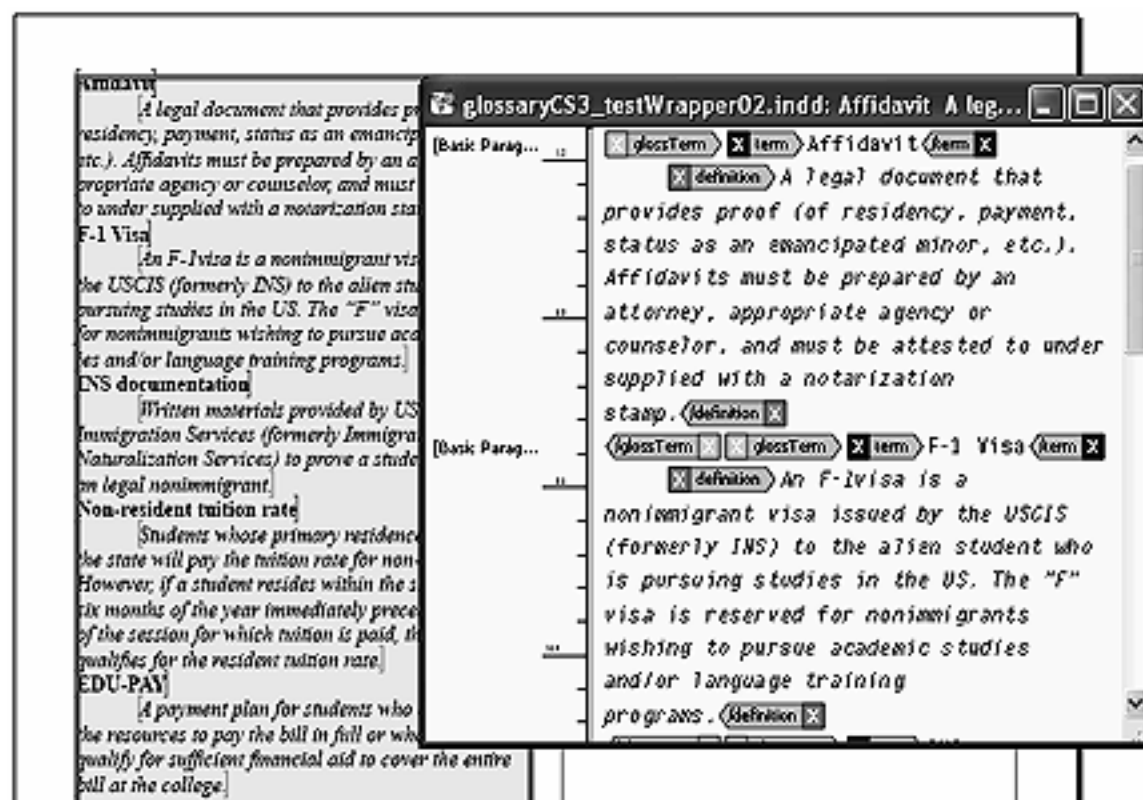 Affidavit
A legal document that provides
residency, payment, status as an
etc.). Affidavits must be prepared by an
propriate agency or counselor, and must
to under supplied with a notarization
F-1 Visa
An F-1visa is a nonimmigrant
the USCIS (formerly INS) to the alien
pursuing studies in the US. The “F” visa
for nonimmigrants wishing to pursue
ies and/or language training programs.
INS documentation
Written materials provided by US
Immigration Services (formerly
Naturalization Services) to prove a
an legal nonimmigrant.
Non-resident tuition rate
Students whose primary residence
the state will pay the tuition rate for non-
However, if a student resides within the
six months of the year immediately
of the session for which tuition is paid,
qualifies for the resident tuition rate.
EDU-PAY
A payment plan for students who
the resources to pay the bill in full or
qualify for sufficient financial aid to cover the entire
bill at the college.
glossaryCS3_testWrapper02.indd: Affidavit A leg...
[Basic Parag...
glossTerm term Affidavit term
definition A legal document that
provides proof (of residency, payment,
status as an emancipated minor, etc.).
Affidavits must be prepared by an
attorney, appropriate agency or
counselor, and must be attested to under
supplied with a notarization
stamp. definition
[Basic Parag...
glossTerm glossTerm term F-1 Visa term
definition An F-1visa is a
nonimmigrant visa issued by the USCIS
(formerly INS) to the alien student who
is pursuing studies in the US. The "F"
visa is reserved for nonimmigrants
wishing to pursue academic studies
and/or language training
programs. definition